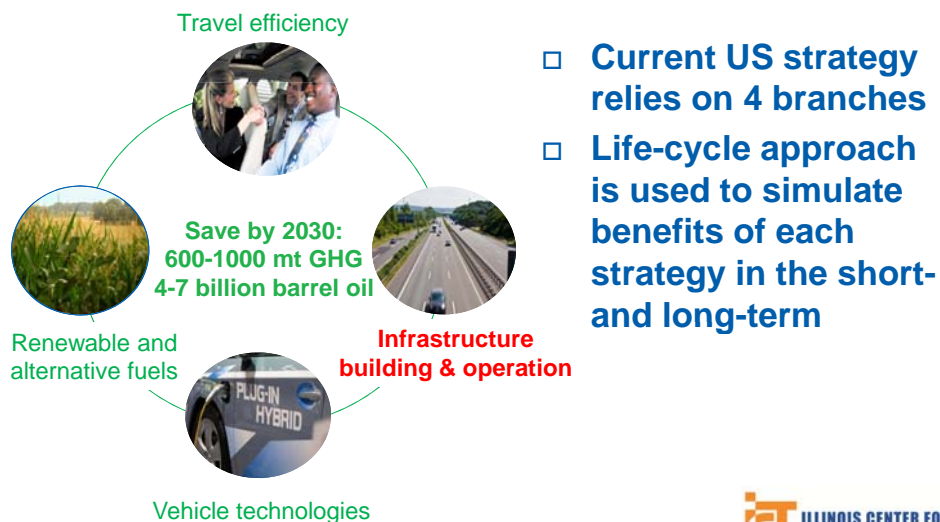 Travel efficiency
Save by 2030:
600-1000 mt GHG
4-7 billion barrel oil
Renewable and
alternative fuels
Infrastructure
building & operation
PLUG-IN
HYBRID
Vehicle technologies
□ Current US strategy
relies on 4 branches
□ Life-cycle approach
is used to simulate
benefits of each
strategy in the short-
and long-term
ILLINOIS CENTER FO